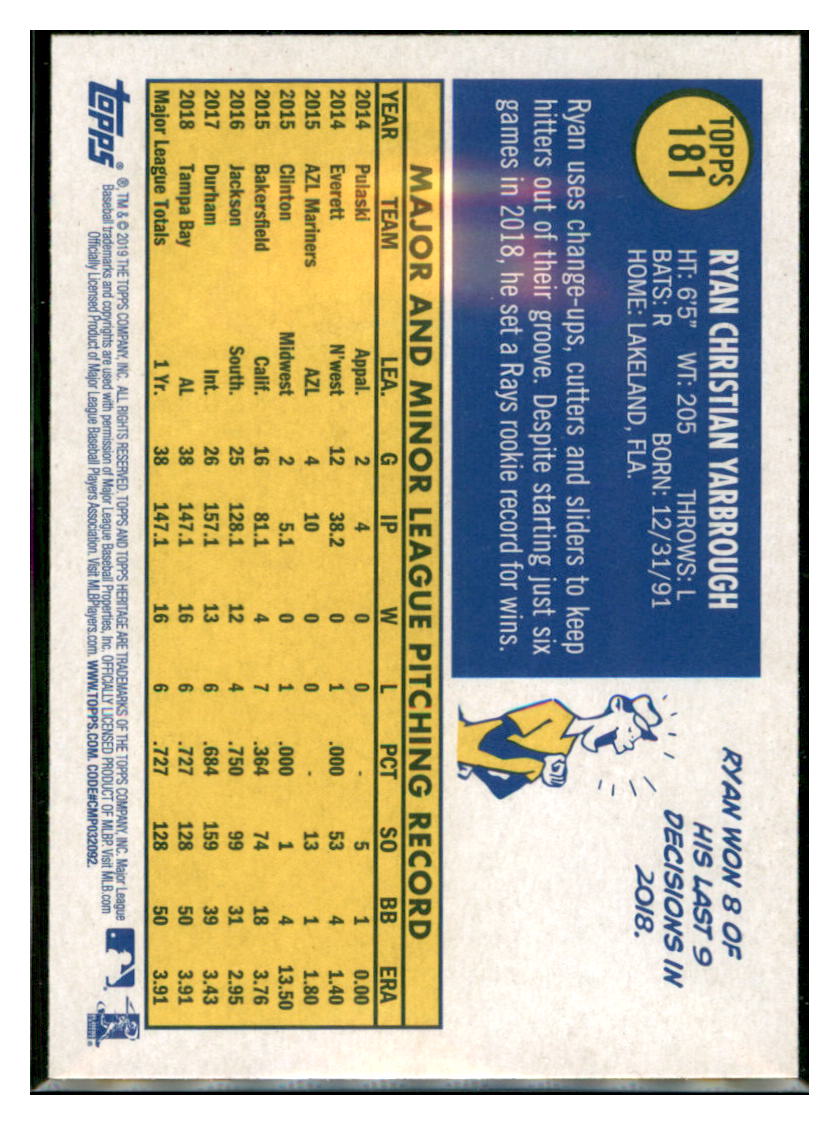 TOPPS
181
RYAN CHRISTIAN YARBROUGH
HT: 6'5" WT: 205 THROWS: L
BATS: R BORN: 12/31/91
HOME: LAKELAND, FLA.
Ryan uses change-ups, cutters and sliders to keep
hitters out of their groove. Despite starting just six
games in 2018, he set a Rays rookie record for wins.
RYAN WON 8 OF
HIS LAST 9
DECISIONS IN
2018.
MAJOR AND MINOR LEAGUE PITCHING RECORD
YEAR TEAM LEA. G IP W L PCT SO BB ERA
2014 Pulaski Appal. 2 4 0 0 - 5 1 0.00
2014 Everett N'west 12 38.2 0 1 .000 53 4 1.40
2015 AZL Mariners AZL 4 10 0 0 - 13 1 1.80
2015 Clinton Midwest 2 5.1 0 1 .000 1 4 13.50
2015 Bakersfield Calif. 16 81.1 4 7 .364 74 18 3.76
2016 Jackson South. 25 128.1 12 4 .750 99 31 2.95
2017 Durham Int. 26 157.1 13 6 .684 159 39 3.43
2018 Tampa Bay AL 38 147.1 16 6 .727 128 50 3.91
Major League Totals 1 Yr. 38 147.1 16 6 .727 128 50 3.91
topps®
®, TM & © 2019 THE TOPPS COMPANY, INC. ALL RIGHTS RESERVED. TOPPS AND TOPPS HERITAGE ARE TRADEMARKS OF THE TOPPS COMPANY, INC. Major League
Baseball trademarks and copyrights are used with permission of Major League Baseball Properties, Inc. OFFICIALLY LICENSED PRODUCT OF MLBP. Visit MLB.com
Officially Licensed Product of Major League Baseball Players Association. Visit MLBPlayers.com. WWW.TOPPS.COM. CODE#CMP032092.